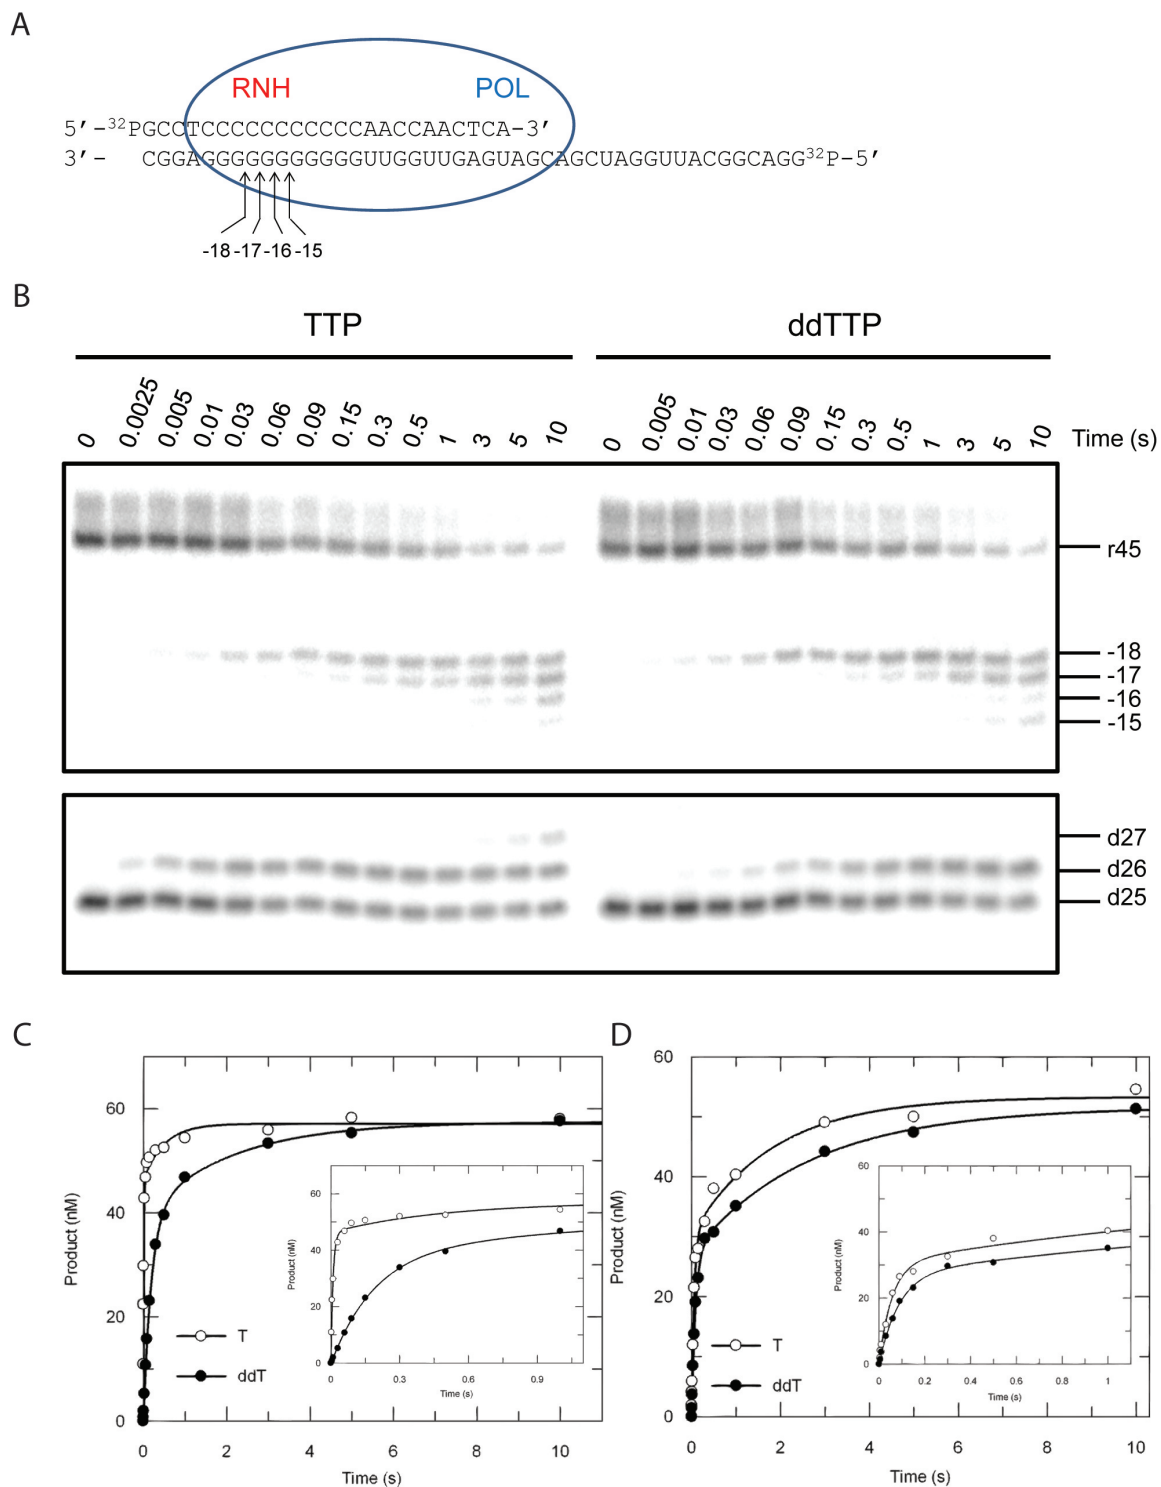 A
RNH
POL
5′-³²PGCCTCCCCCCCCCCCAACCAACTCA-3′
3′- CGGAGGGGGGGGGGGUUGGUUGAGUAGCAGCUAGGUUACGGCAGG³²P-5′
-18 -17 -16 -15
B
TTP
ddTTP
0 0.0025 0.005 0.01 0.03 0.06 0.09 0.15 0.3 0.5 1 3 5 10
0 0.005 0.01 0.03 0.06 0.09 0.15 0.3 0.5 1 3 5 10
Time (s)
r45
-18
-17
-16
-15
d27
d26
d25
C
Product (nM)
60
40
20
0
0 2 4 6 8 10
Time (s)
T
ddT
Product (nM)
60
40
20
0
0 0.3 0.6 0.9
Time (s)
D
Product (nM)
60
40
20
0
0 2 4 6 8 10
Time (s)
T
ddT
Product (nM)
60
40
20
0
0 0.2 0.4 0.6 0.8 1
Time (s)